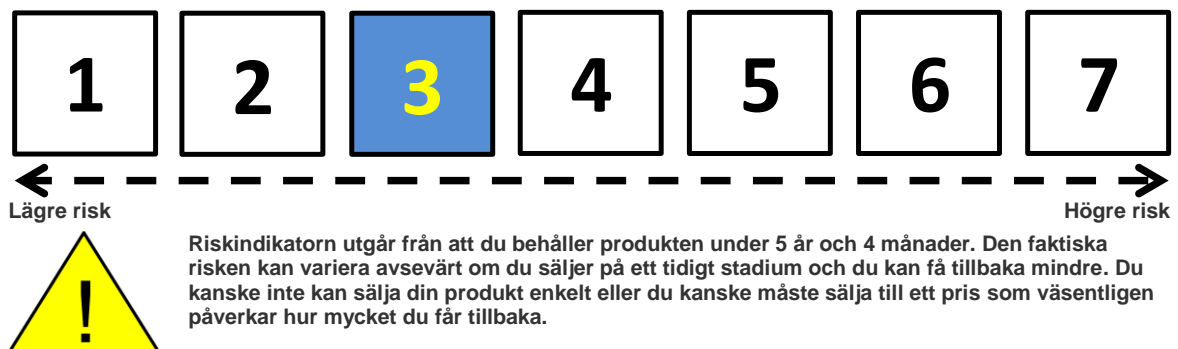 1 2 3 4 5 6 7
Lägre risk Högre risk
Riskindikatorn utgår från att du behåller produkten under 5 år och 4 månader. Den faktiska
risken kan variera avsevärt om du säljer på ett tidigt stadium och du kan få tillbaka mindre. Du
kanske inte kan sälja din produkt enkelt eller du kanske måste sälja till ett pris som väsentligen
påverkar hur mycket du får tillbaka.
!